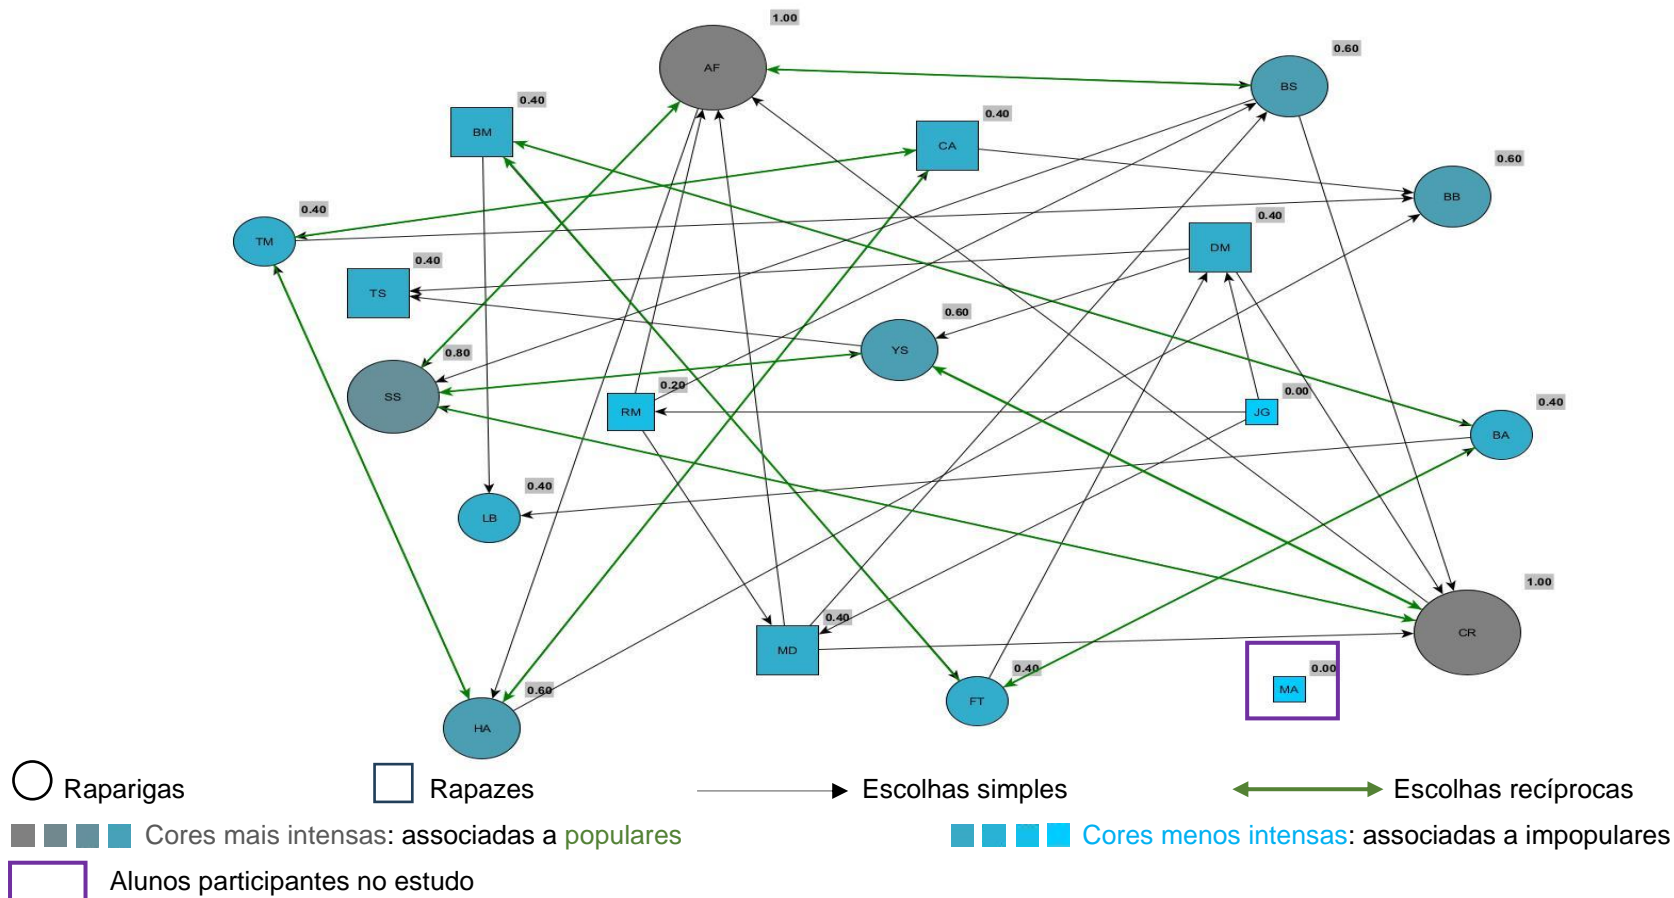 1.00
AF
0.60
BS
0.40
BM
0.40
CA
0.60
BB
0.40
TM
0.40
DM
0.40
TS
0.60
YS
0.80
SS
0.20
RM
0.00
JG
0.40
BA
0.40
LB
1.00
CR
0.40
MD
0.40
FT
0.00
MA
0.60
HA
Raparigas
Rapazes
Escolhas simples
Escolhas recíprocas
Cores mais intensas: associadas a populares
Cores menos intensas: associadas a impopulares
Alunos participantes no estudo